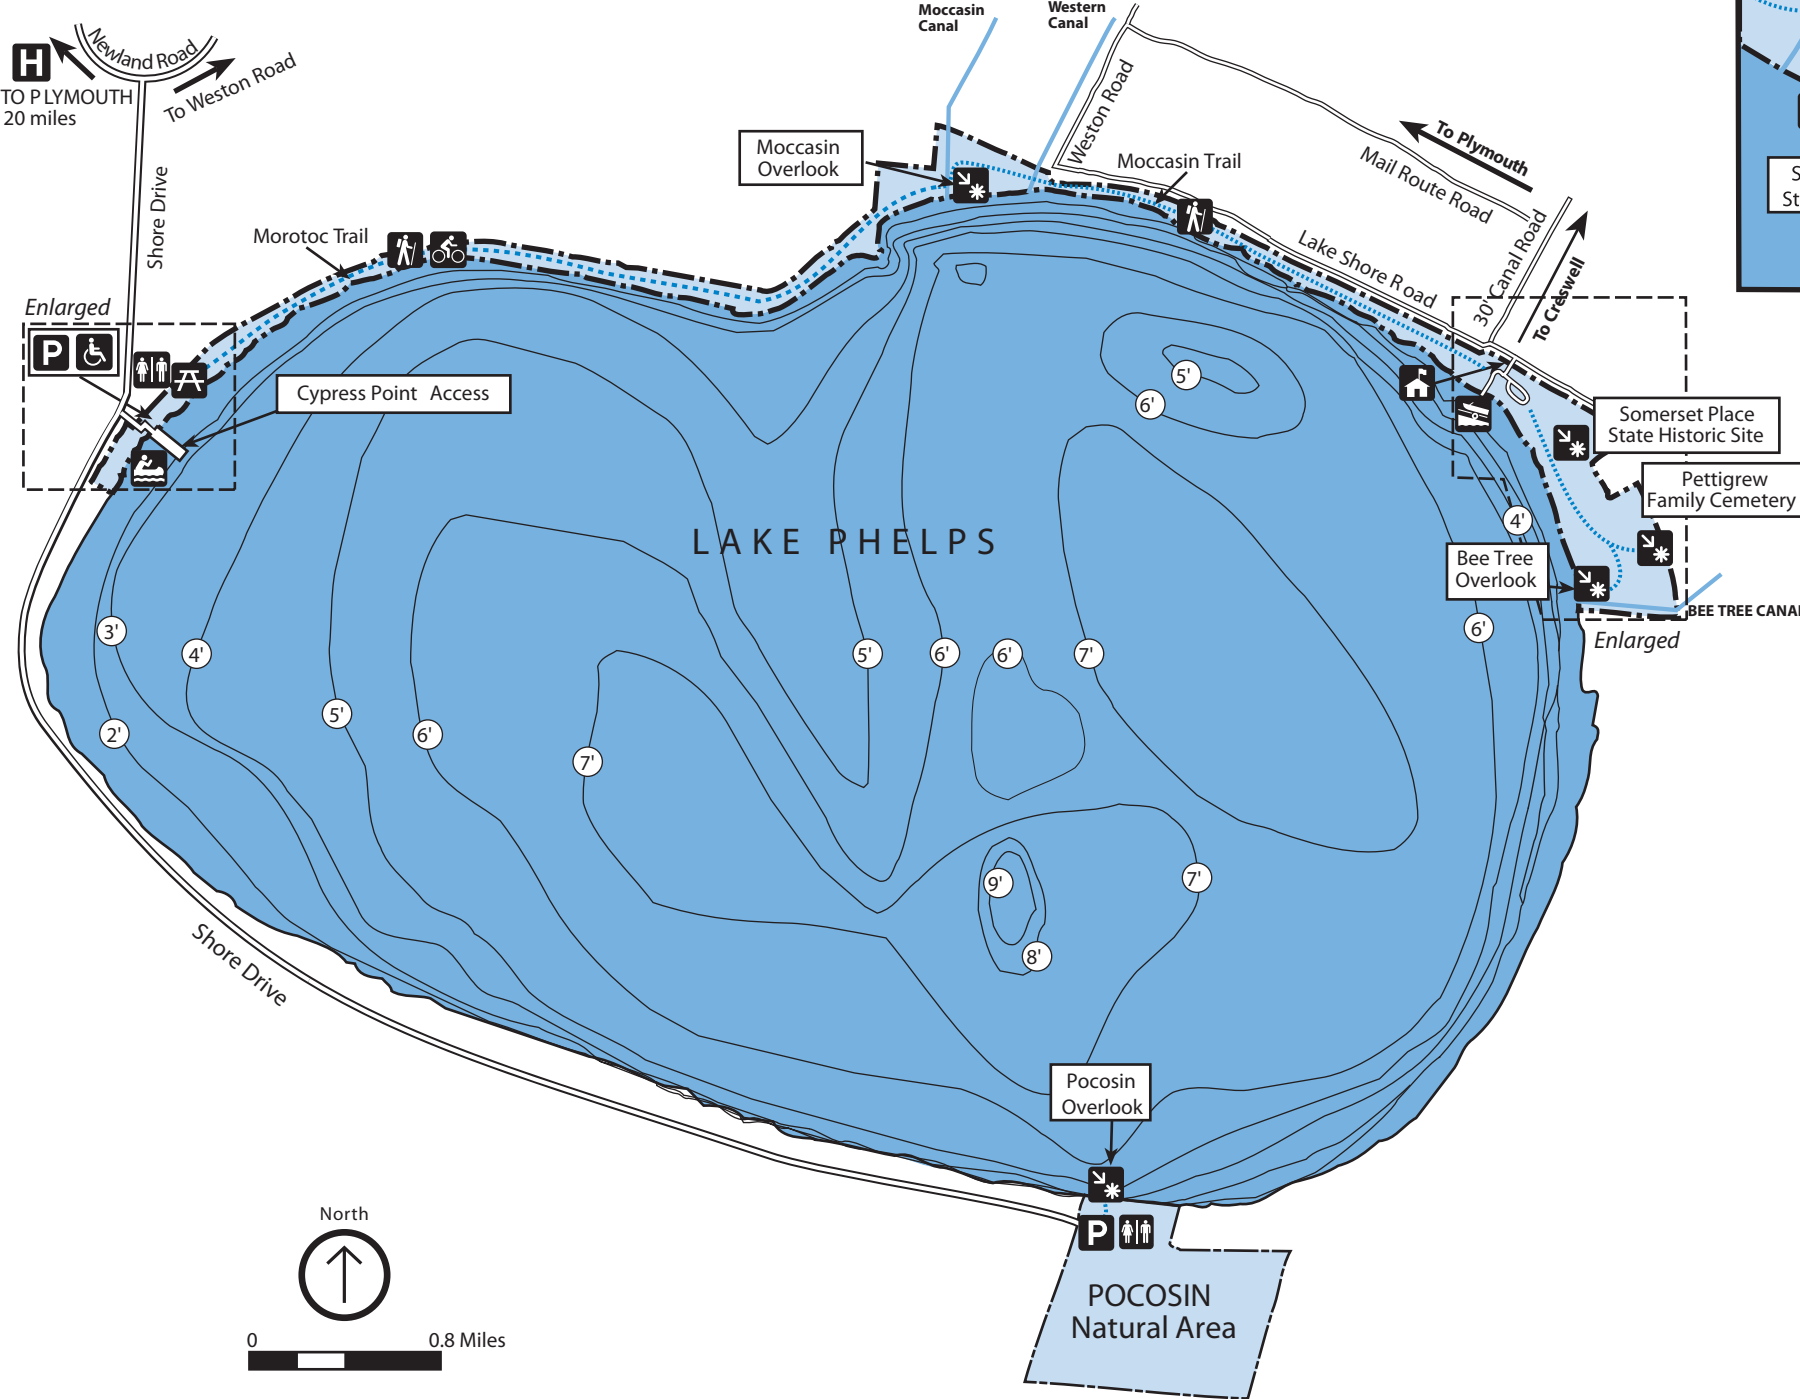 Moccasin
Canal
Western
Canal
Newland Road
H
TO PLYMOUTH
20 miles
To Weston Road
Shore Drive
Moccasin
Overlook
Weston Road
Moccasin Trail
To Plymouth
Mail Route Road
Morotoc Trail
Lake Shore Road
30' Canal Road
To Creswell
Enlarged
P
Cypress Point Access
5'
6'
Somerset Place
State Historic Site
Pettigrew
Family Cemetery
4'
LAKE PHELPS
Bee Tree
Overlook
BEE TREE CANAL
Enlarged
3'
4'
5'
6'
6'
7'
6'
2'
5'
6'
7'
9'
7'
8'
Shore Drive
Pocosin
Overlook
P
North
POCOSIN
Natural Area
0
0.8 Miles
S
St